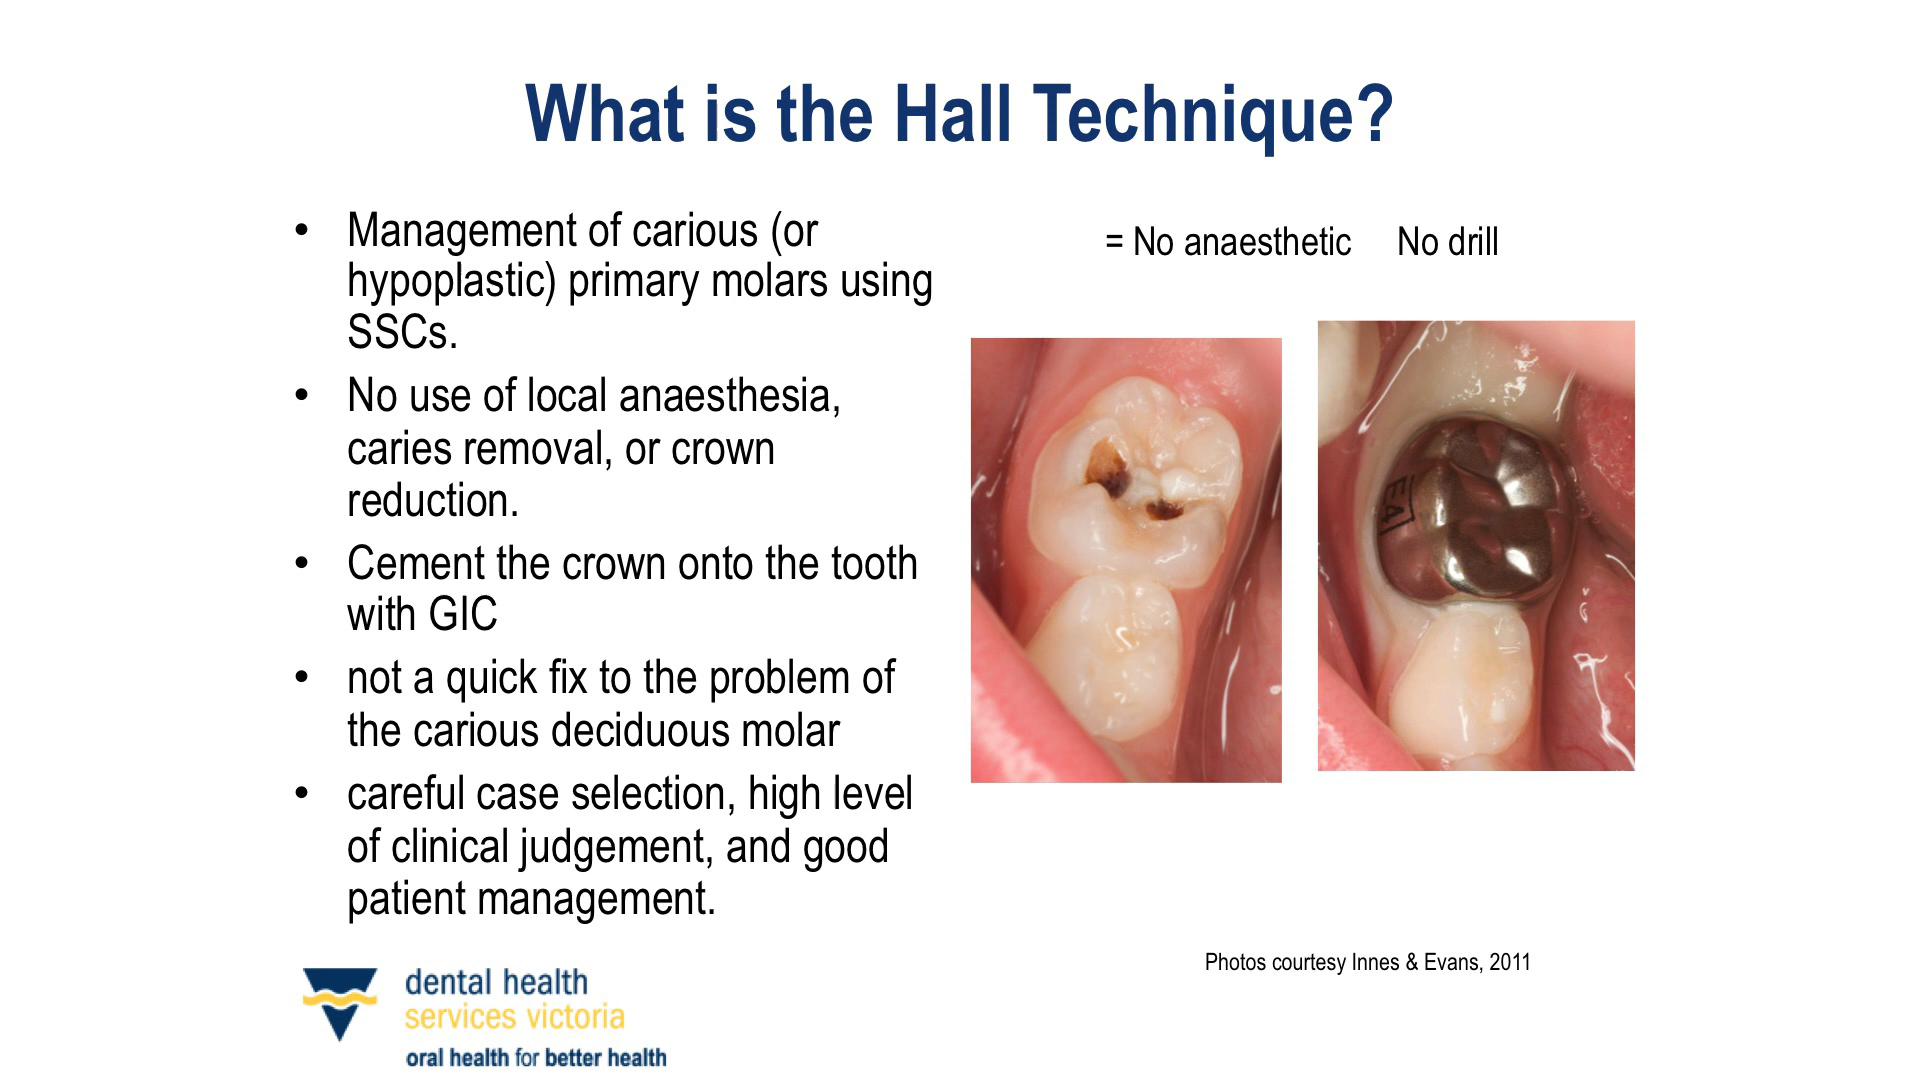 What is the Hall Technique?
• Management of carious (or
hypoplastic) primary molars using
SSCs.
• No use of local anaesthesia,
caries removal, or crown
reduction.
• Cement the crown onto the tooth
with GIC
• not a quick fix to the problem of
the carious deciduous molar
• careful case selection, high level
of clinical judgement, and good
patient management.
= No anaesthetic No drill
E4
Photos courtesy Innes & Evans, 2011
dental health
services victoria
oral health for better health